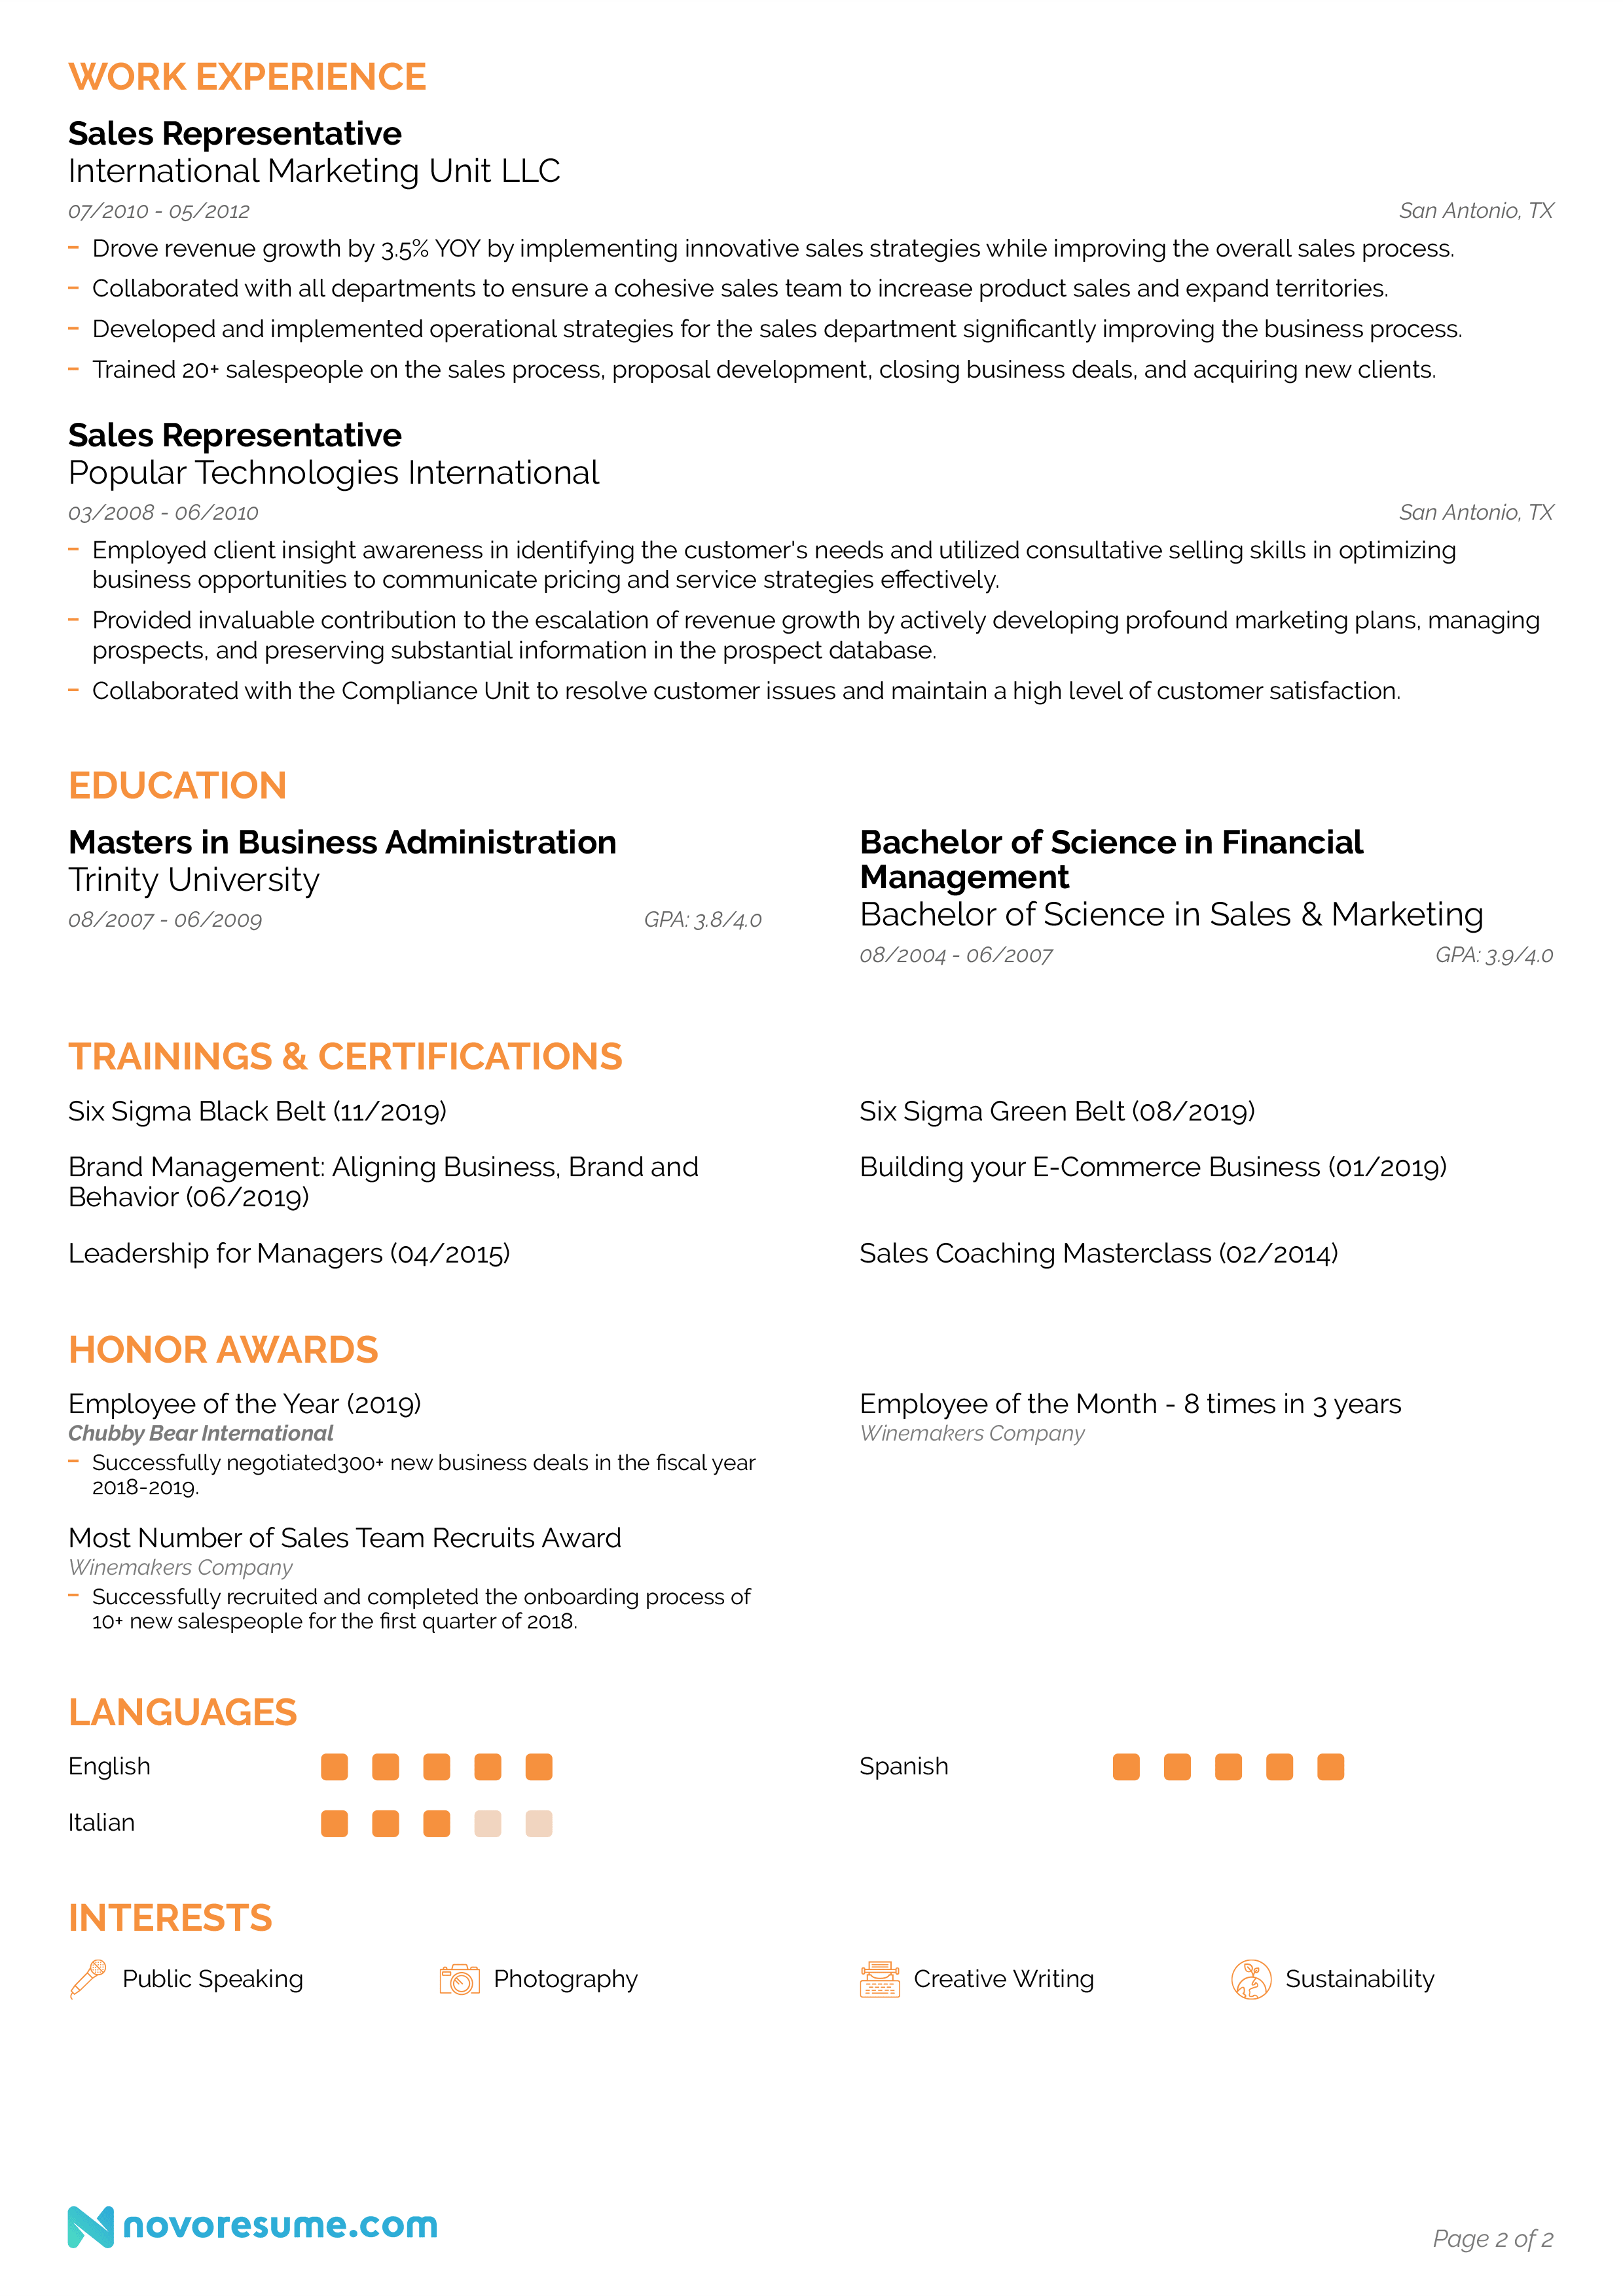 WORK EXPERIENCE
Sales Representative
International Marketing Unit LLC
07/2010 - 05/2012
San Antonio, TX
– Drove revenue growth by 3.5% YOY by implementing innovative sales strategies while improving the overall sales process.
– Collaborated with all departments to ensure a cohesive sales team to increase product sales and expand territories.
– Developed and implemented operational strategies for the sales department significantly improving the business process.
– Trained 20+ salespeople on the sales process, proposal development, closing business deals, and acquiring new clients.
Sales Representative
Popular Technologies International
03/2008 - 06/2010
San Antonio, TX
– Employed client insight awareness in identifying the customer's needs and utilized consultative selling skills in optimizing
business opportunities to communicate pricing and service strategies effectively.
– Provided invaluable contribution to the escalation of revenue growth by actively developing profound marketing plans, managing
prospects, and preserving substantial information in the prospect database.
– Collaborated with the Compliance Unit to resolve customer issues and maintain a high level of customer satisfaction.
EDUCATION
Masters in Business Administration
Trinity University
08/2007 - 06/2009
GPA: 3.8/4.0
Bachelor of Science in Financial
Management
Bachelor of Science in Sales & Marketing
08/2004 - 06/2007
GPA: 3.9/4.0
TRAININGS & CERTIFICATIONS
Six Sigma Black Belt (11/2019)
Six Sigma Green Belt (08/2019)
Brand Management: Aligning Business, Brand and
Behavior (06/2019)
Building your E-Commerce Business (01/2019)
Leadership for Managers (04/2015)
Sales Coaching Masterclass (02/2014)
HONOR AWARDS
Employee of the Year (2019)
Chubby Bear International
– Successfully negotiated300+ new business deals in the fiscal year
2018-2019.
Employee of the Month - 8 times in 3 years
Winemakers Company
Most Number of Sales Team Recruits Award
Winemakers Company
– Successfully recruited and completed the onboarding process of
10+ new salespeople for the first quarter of 2018.
LANGUAGES
English
Spanish
Italian
INTERESTS
Public Speaking
Photography
Creative Writing
Sustainability
novoresume.com
Page 2 of 2